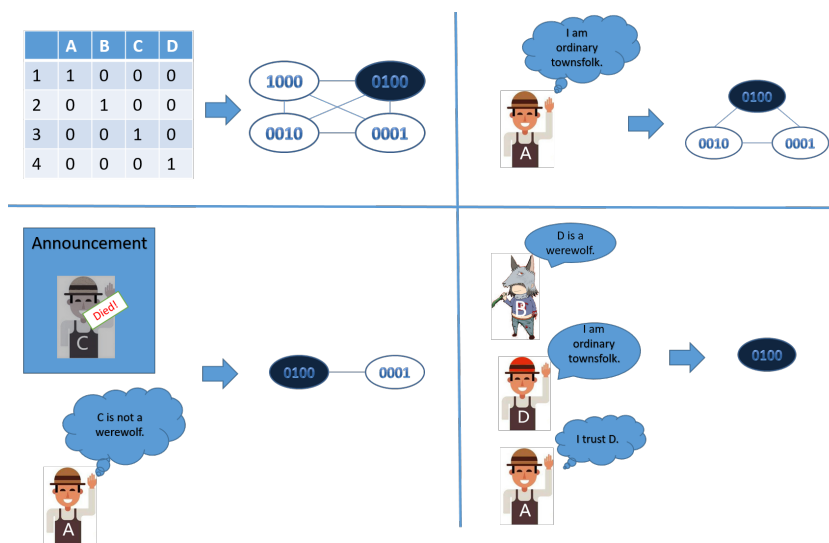 A B C D
1 1 0 0 0
2 0 1 0 0
3 0 0 1 0
4 0 0 0 1
1000 0100
0010 0001
I am
ordinary
townsfolk.
A
0100
0010 0001
Announcement
Died!
C
C is not a
werewolf.
A
0100 0001
D is a
werewolf.
B
I am
ordinary
townsfolk.
D
I trust D.
A
0100